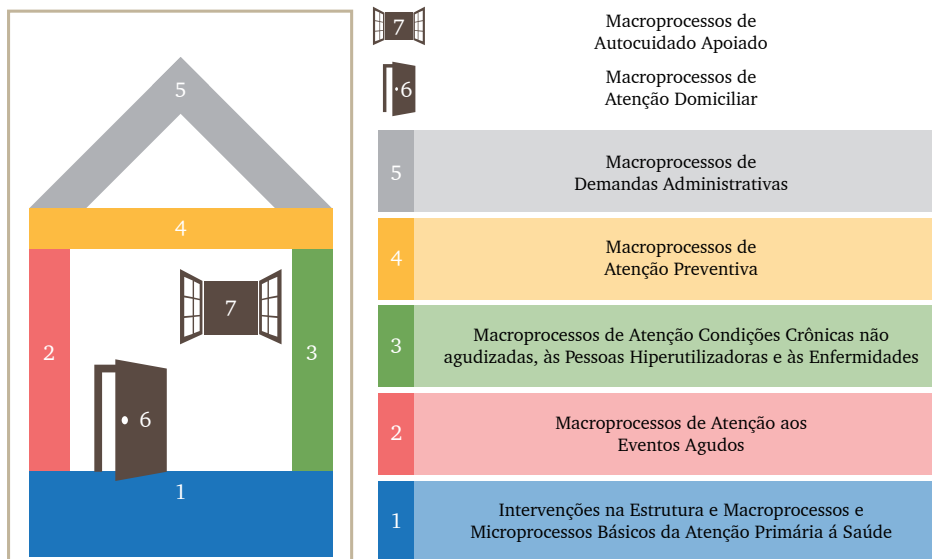 5
4
7
2
3
6
1
7
Macroprocessos de
Autocuidado Apoiado
6
Macroprocessos de
Atenção Domiciliar
5
Macroprocessos de
Demandas Administrativas
4
Macroprocessos de
Atenção Preventiva
3
Macroprocessos de Atenção Condições Crônicas não
agudizadas, às Pessoas Hiperutilizadoras e às Enfermidades
2
Macroprocessos de Atenção aos
Eventos Agudos
1
Intervenções na Estrutura e Macroprocessos e
Microprocessos Básicos da Atenção Primária á Saúde